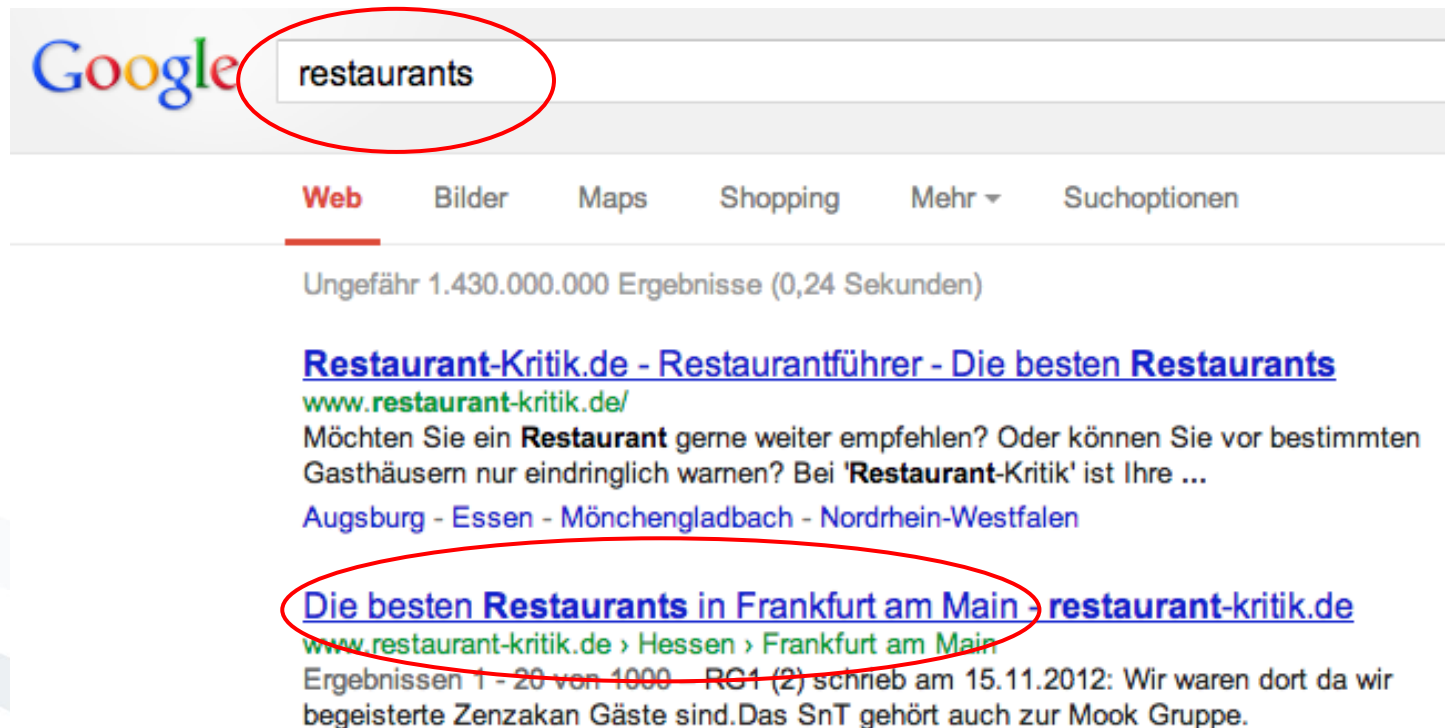 Google restaurants
Web Bilder Maps Shopping Mehr Suchoptionen
Ungefähr 1.430.000.000 Ergebnisse (0,24 Sekunden)
Restaurant-Kritik.de - Restaurantführer - Die besten Restaurants
www.restaurant-kritik.de/
Möchten Sie ein Restaurant gerne weiter empfehlen? Oder können Sie vor bestimmten
Gasthäusern nur eindringlich warnen? Bei 'Restaurant-Kritik' ist Ihre ...
Augsburg - Essen - Mönchengladbach - Nordrhein-Westfalen
Die besten Restaurants in Frankfurt am Main - restaurant-kritik.de
www.restaurant-kritik.de › Hessen › Frankfurt am Main
Ergebnissen 1 - 20 von 1000 - RG1 (2) schrieb am 15.11.2012: Wir waren dort da wir
begeisterte Zenzakan Gäste sind.Das SnT gehört auch zur Mook Gruppe.